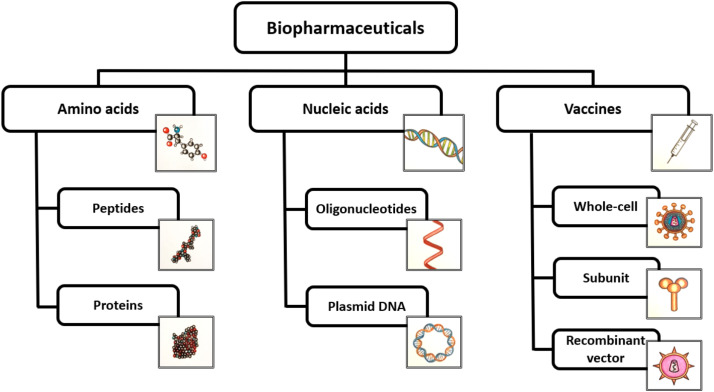 Biopharmaceuticals
Amino acids
Nucleic acids
Vaccines
Peptides
Oligonucleotides
Whole-cell
Proteins
Plasmid DNA
Subunit
Recombinant
vector